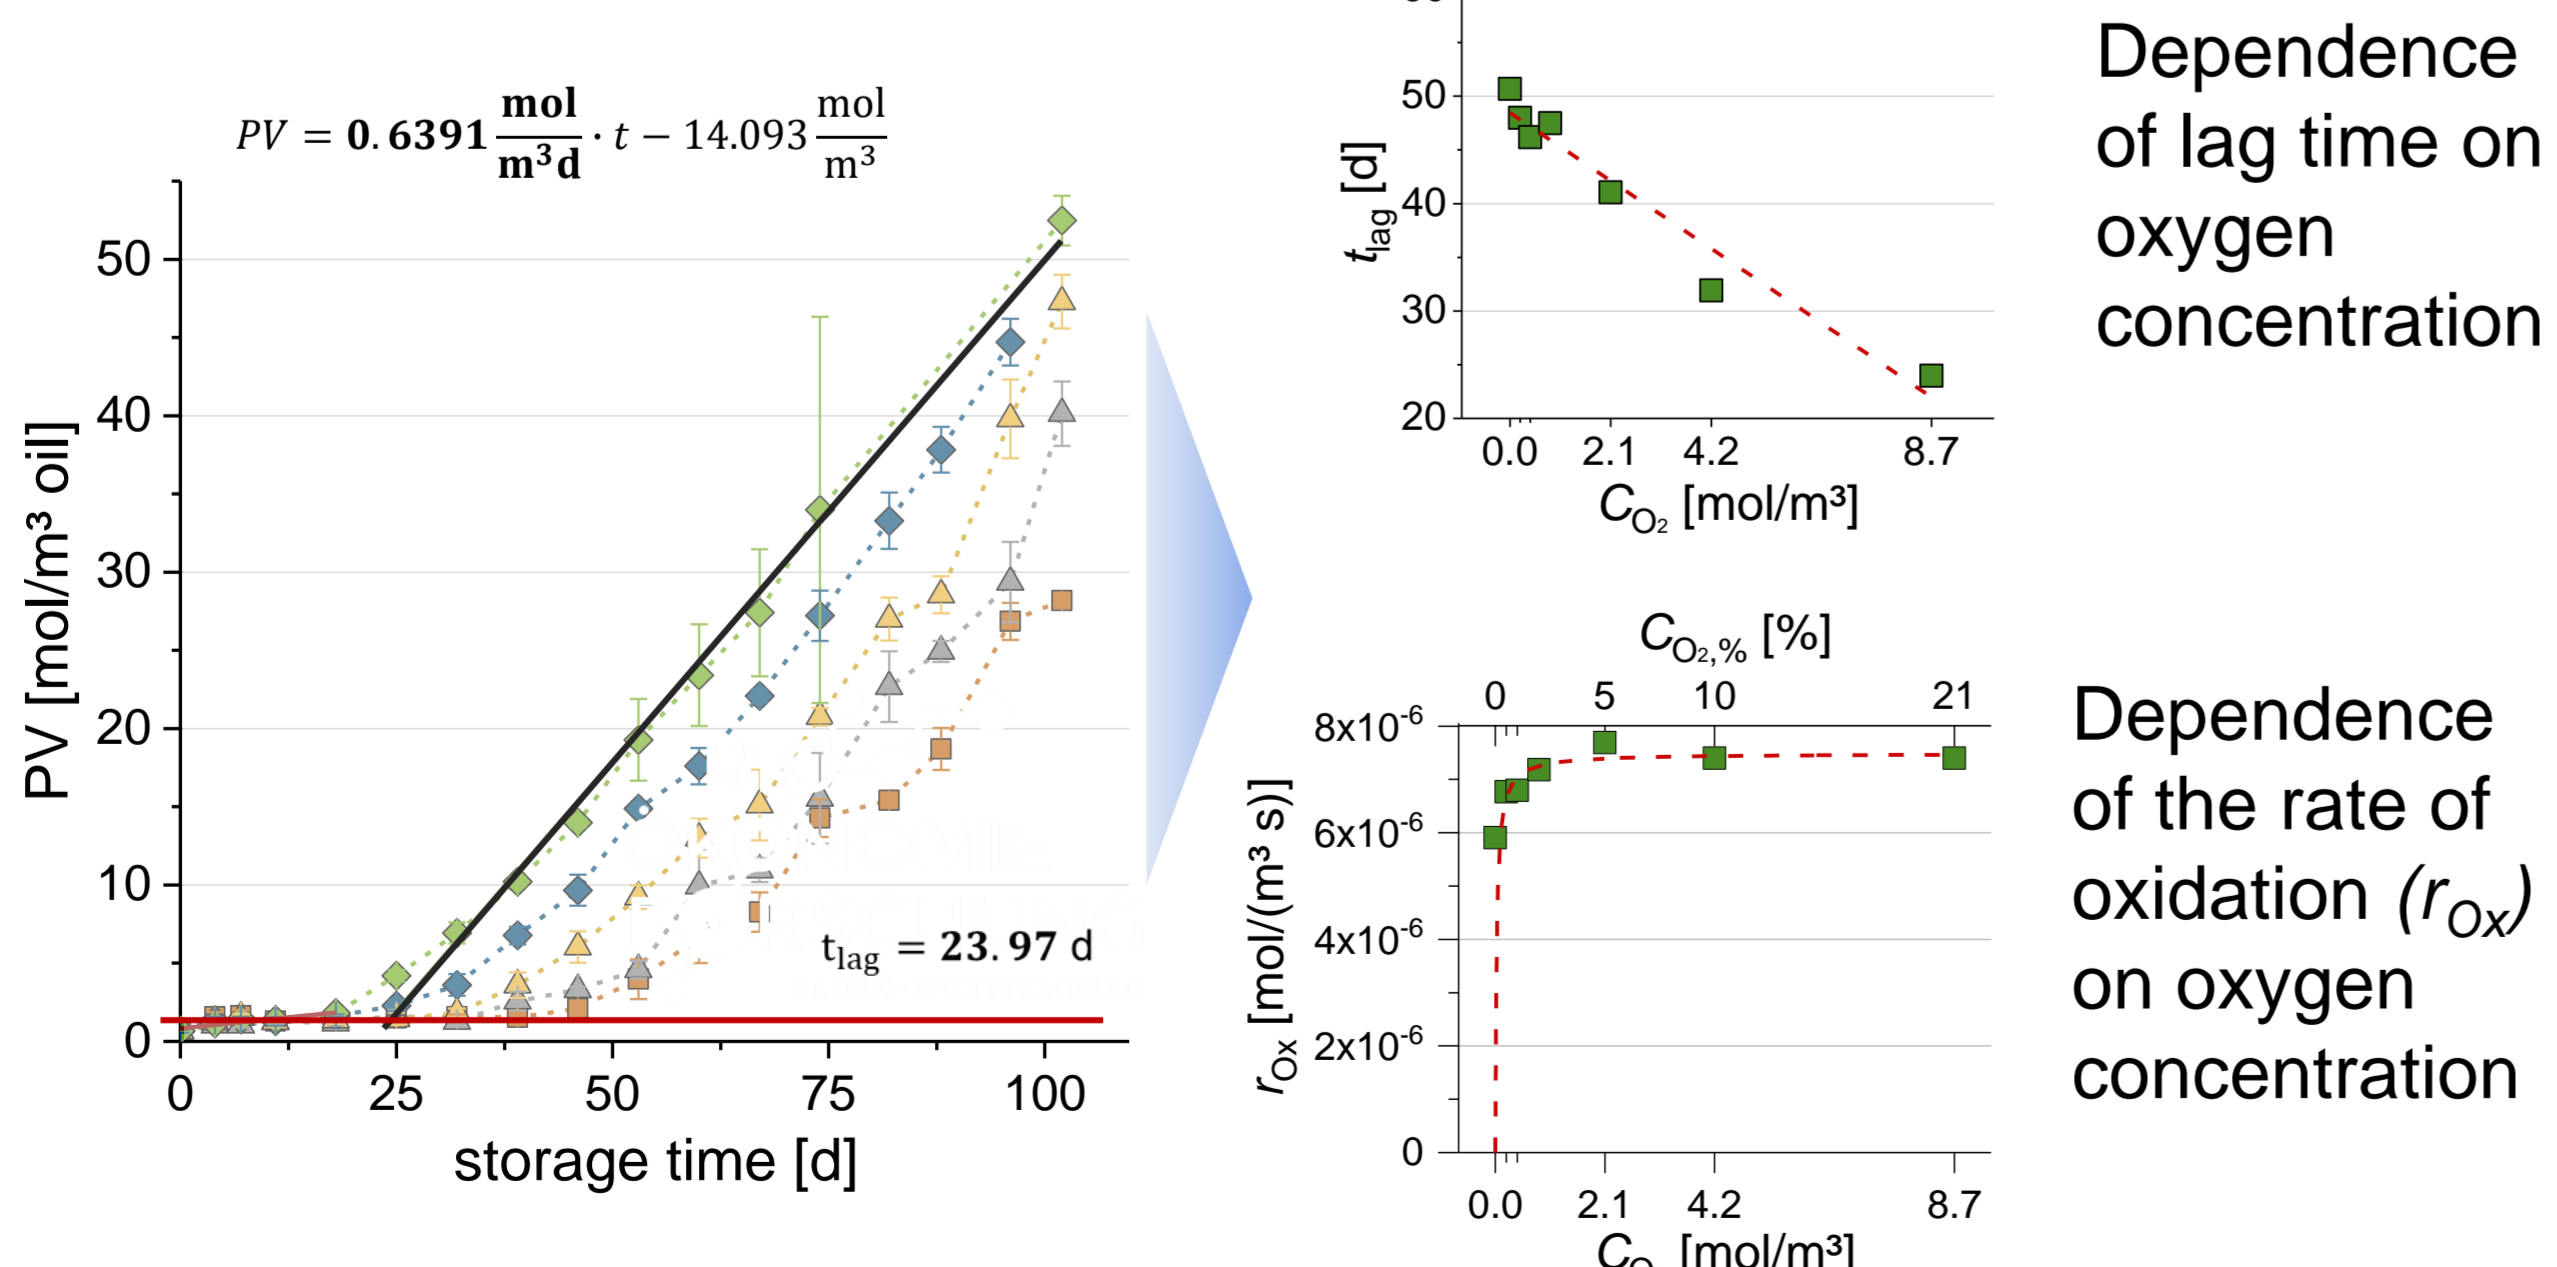 PV = 0.6391 mol/m³d · t − 14.093 mol/m³
PV [mol/m³ oil]
50
40
30
20
10
0
0 25 50 75 100
storage time [d]
t_lag = 23.97 d
t_lag [d]
50
40
30
20
0.0 2.1 4.2 8.7
C_O₂ [mol/m³]
Dependence
of lag time on
oxygen
concentration
C_O₂,% [%]
0 5 10 21
r_Ox [mol/(m³ s)]
8x10⁻⁶
6x10⁻⁶
4x10⁻⁶
2x10⁻⁶
0
0.0 2.1 4.2 8.7
[mol/m³]
Dependence
of the rate of
oxidation (r_Ox)
on oxygen
concentration